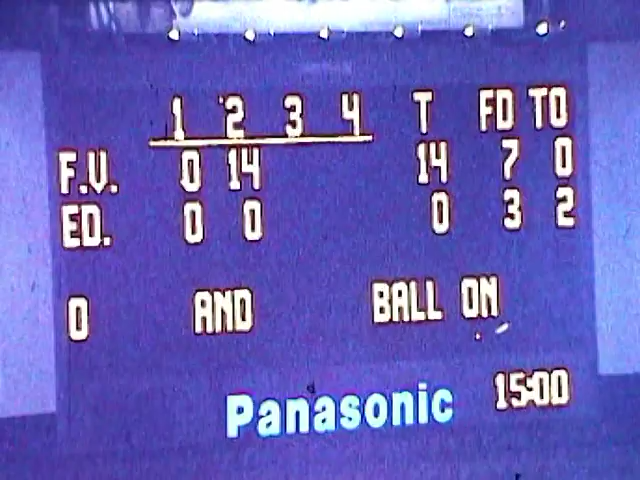 1 2 3 4 T FD TO
F.V. 0 14 14 7 0
ED. 0 0 0 3 2
0 AND BALL ON
Panasonic 15:00